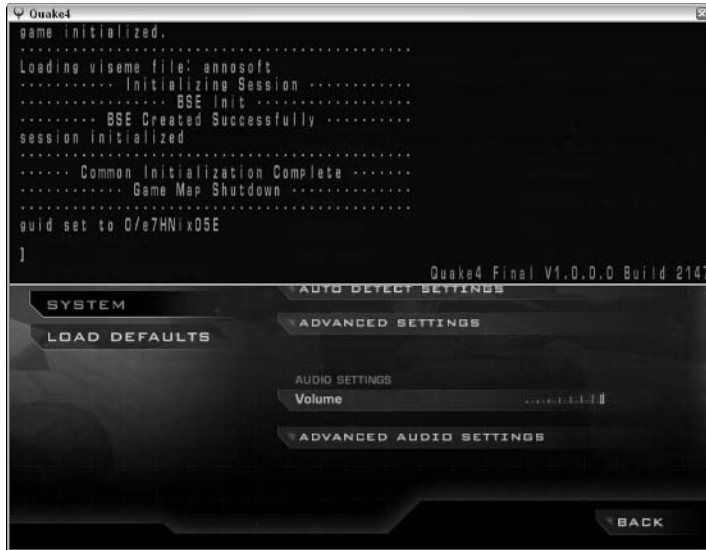 Quake4
game initialized.
Loading viseme file: annosoft
----------- Initializing Session ------------
----------------- BSE Init ------------------
--------- BSE Created Successfully ----------
session initialized
------ Common Initialization Complete -------
------------ Game Map Shutdown --------------
guid set to 0/e7HNix05E
]
Quake4 Final V1.0.0.0 Build 2147
AUTO DETECT SETTINGS
SYSTEM
ADVANCED SETTINGS
LOAD DEFAULTS
AUDIO SETTINGS
Volume
ADVANCED AUDIO SETTINGS
BACK